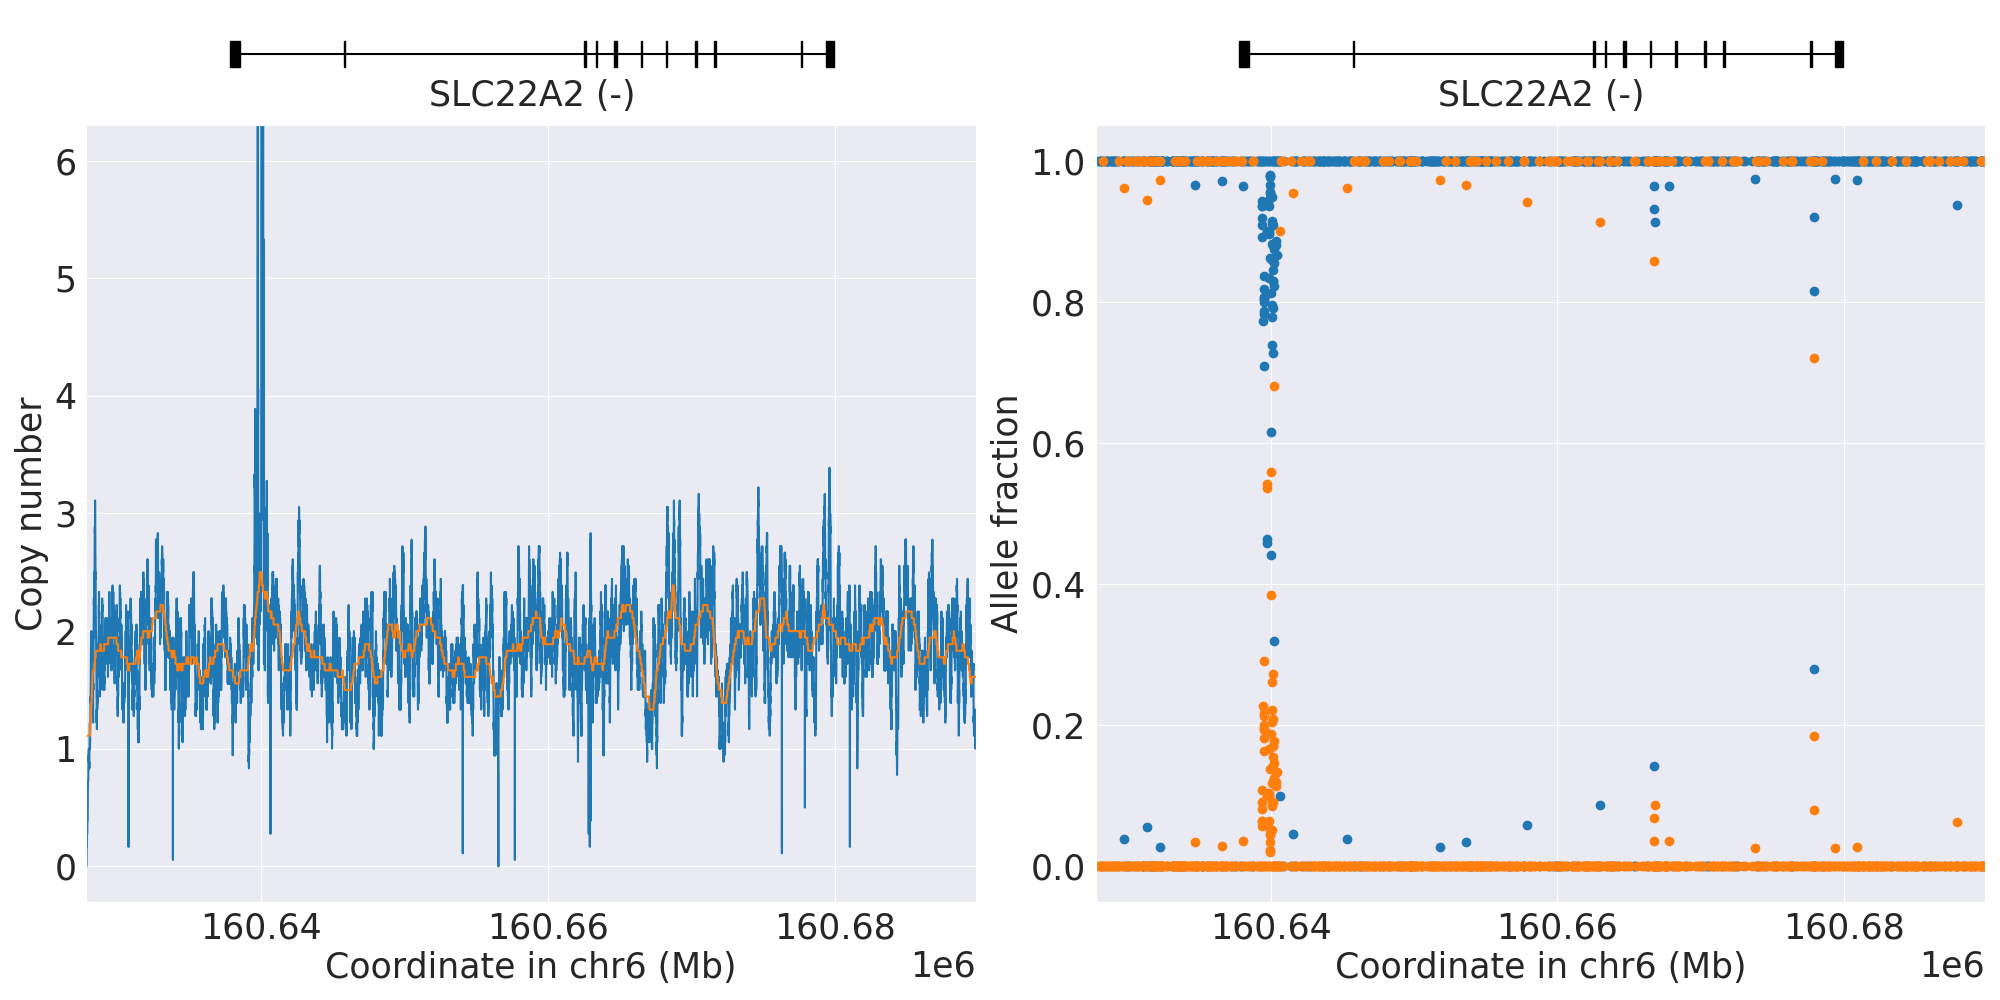 SLC22A2 (-)
6
5
4
3
2
1
0
Copy number
160.64
160.66
160.68
Coordinate in chr6 (Mb)
1e6
SLC22A2 (-)
1.0
0.8
0.6
0.4
0.2
0.0
Allele fraction
160.64
160.66
160.68
Coordinate in chr6 (Mb)
1e6